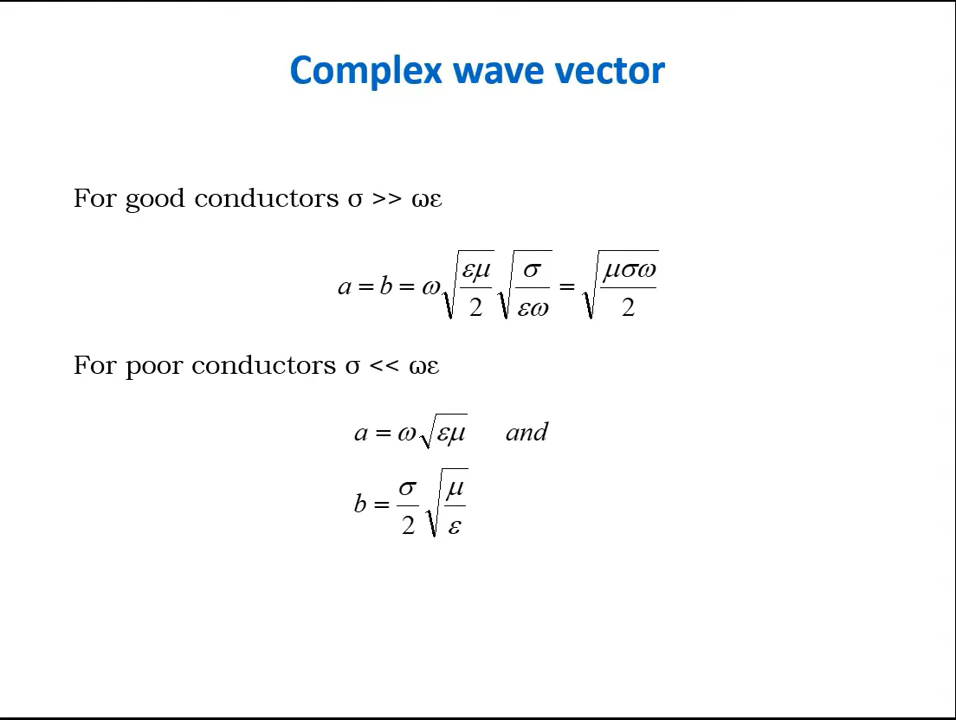 Complex wave vector
For good conductors σ >> ωε
a = b = ω√(εμ/2) √(σ/εω) = √(μσω/2)
For poor conductors σ << ωε
a = ω√εμ and
b = σ/2 √(μ/ε)